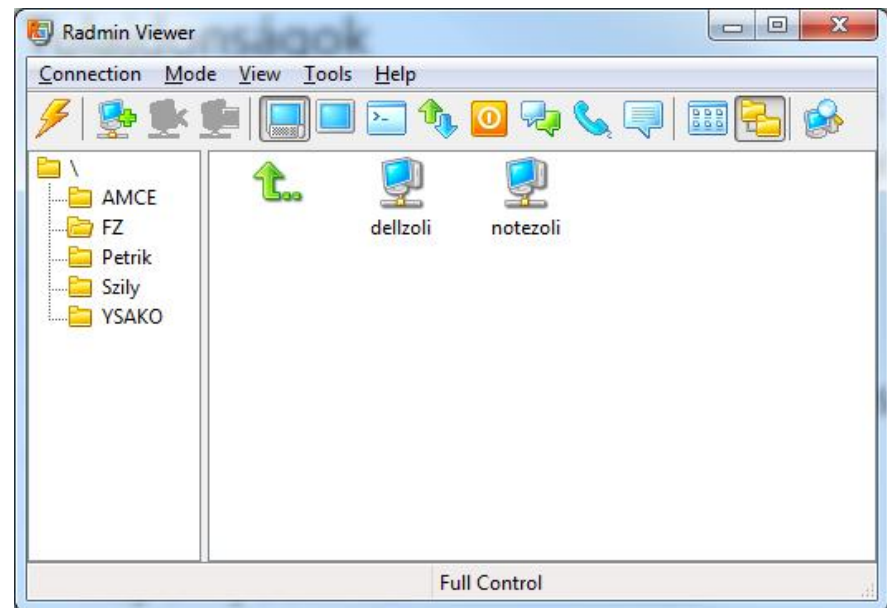 Radmin Viewer
Connection Mode View Tools Help
\
AMCE
FZ
Petrik
Szily
YSAKO
dellzoli
notezoli
Full Control